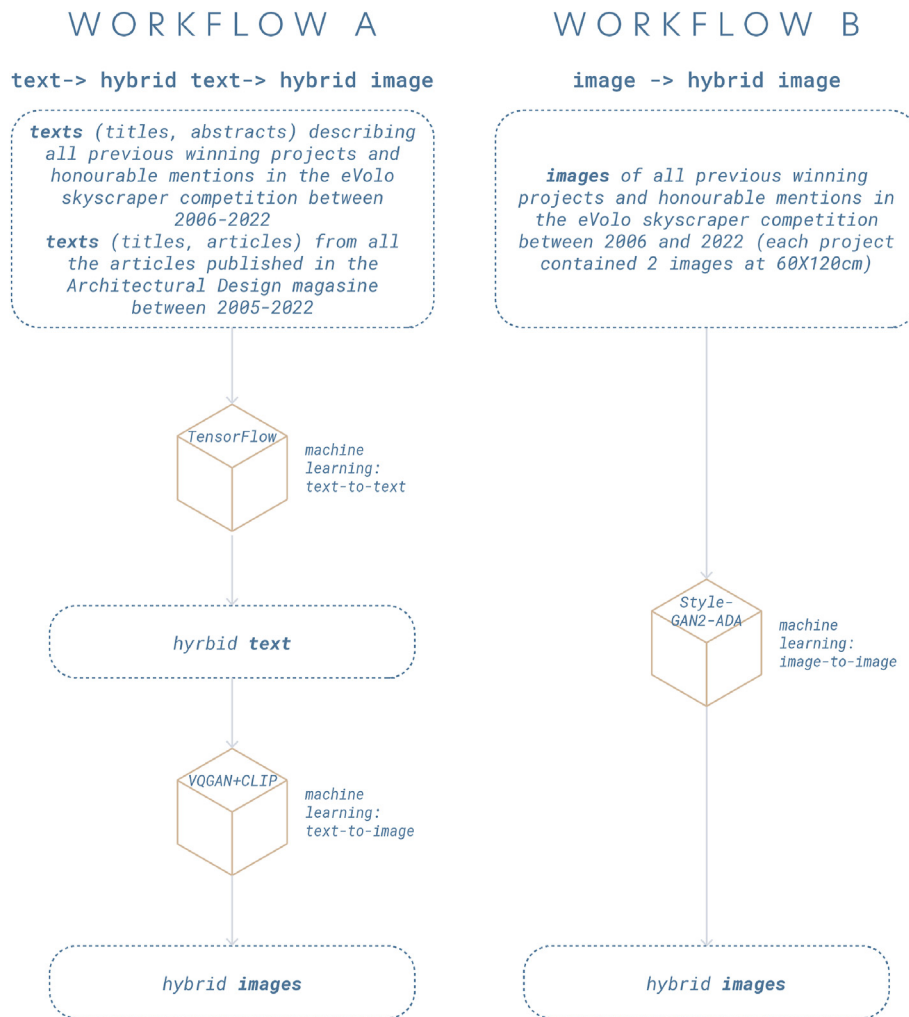 WORKFLOW A
text-> hybrid text-> hybrid image
texts (titles, abstracts) describing
all previous winning projects and
honourable mentions in the eVolo
skyscraper competition between
2006-2022
texts (titles, articles) from all
the articles published in the
Architectural Design magasine
between 2005-2022
TensorFlow
machine
learning:
text-to-text
hyrbid text
VQGAN+CLIP
machine
learning:
text-to-image
hybrid images
WORKFLOW B
image -> hybrid image
images of all previous winning
projects and honourable mentions in
the eVolo skyscraper competition
between 2006 and 2022 (each project
contained 2 images at 60X120cm)
Style-
GAN2-ADA
machine
learning:
image-to-image
hybrid images